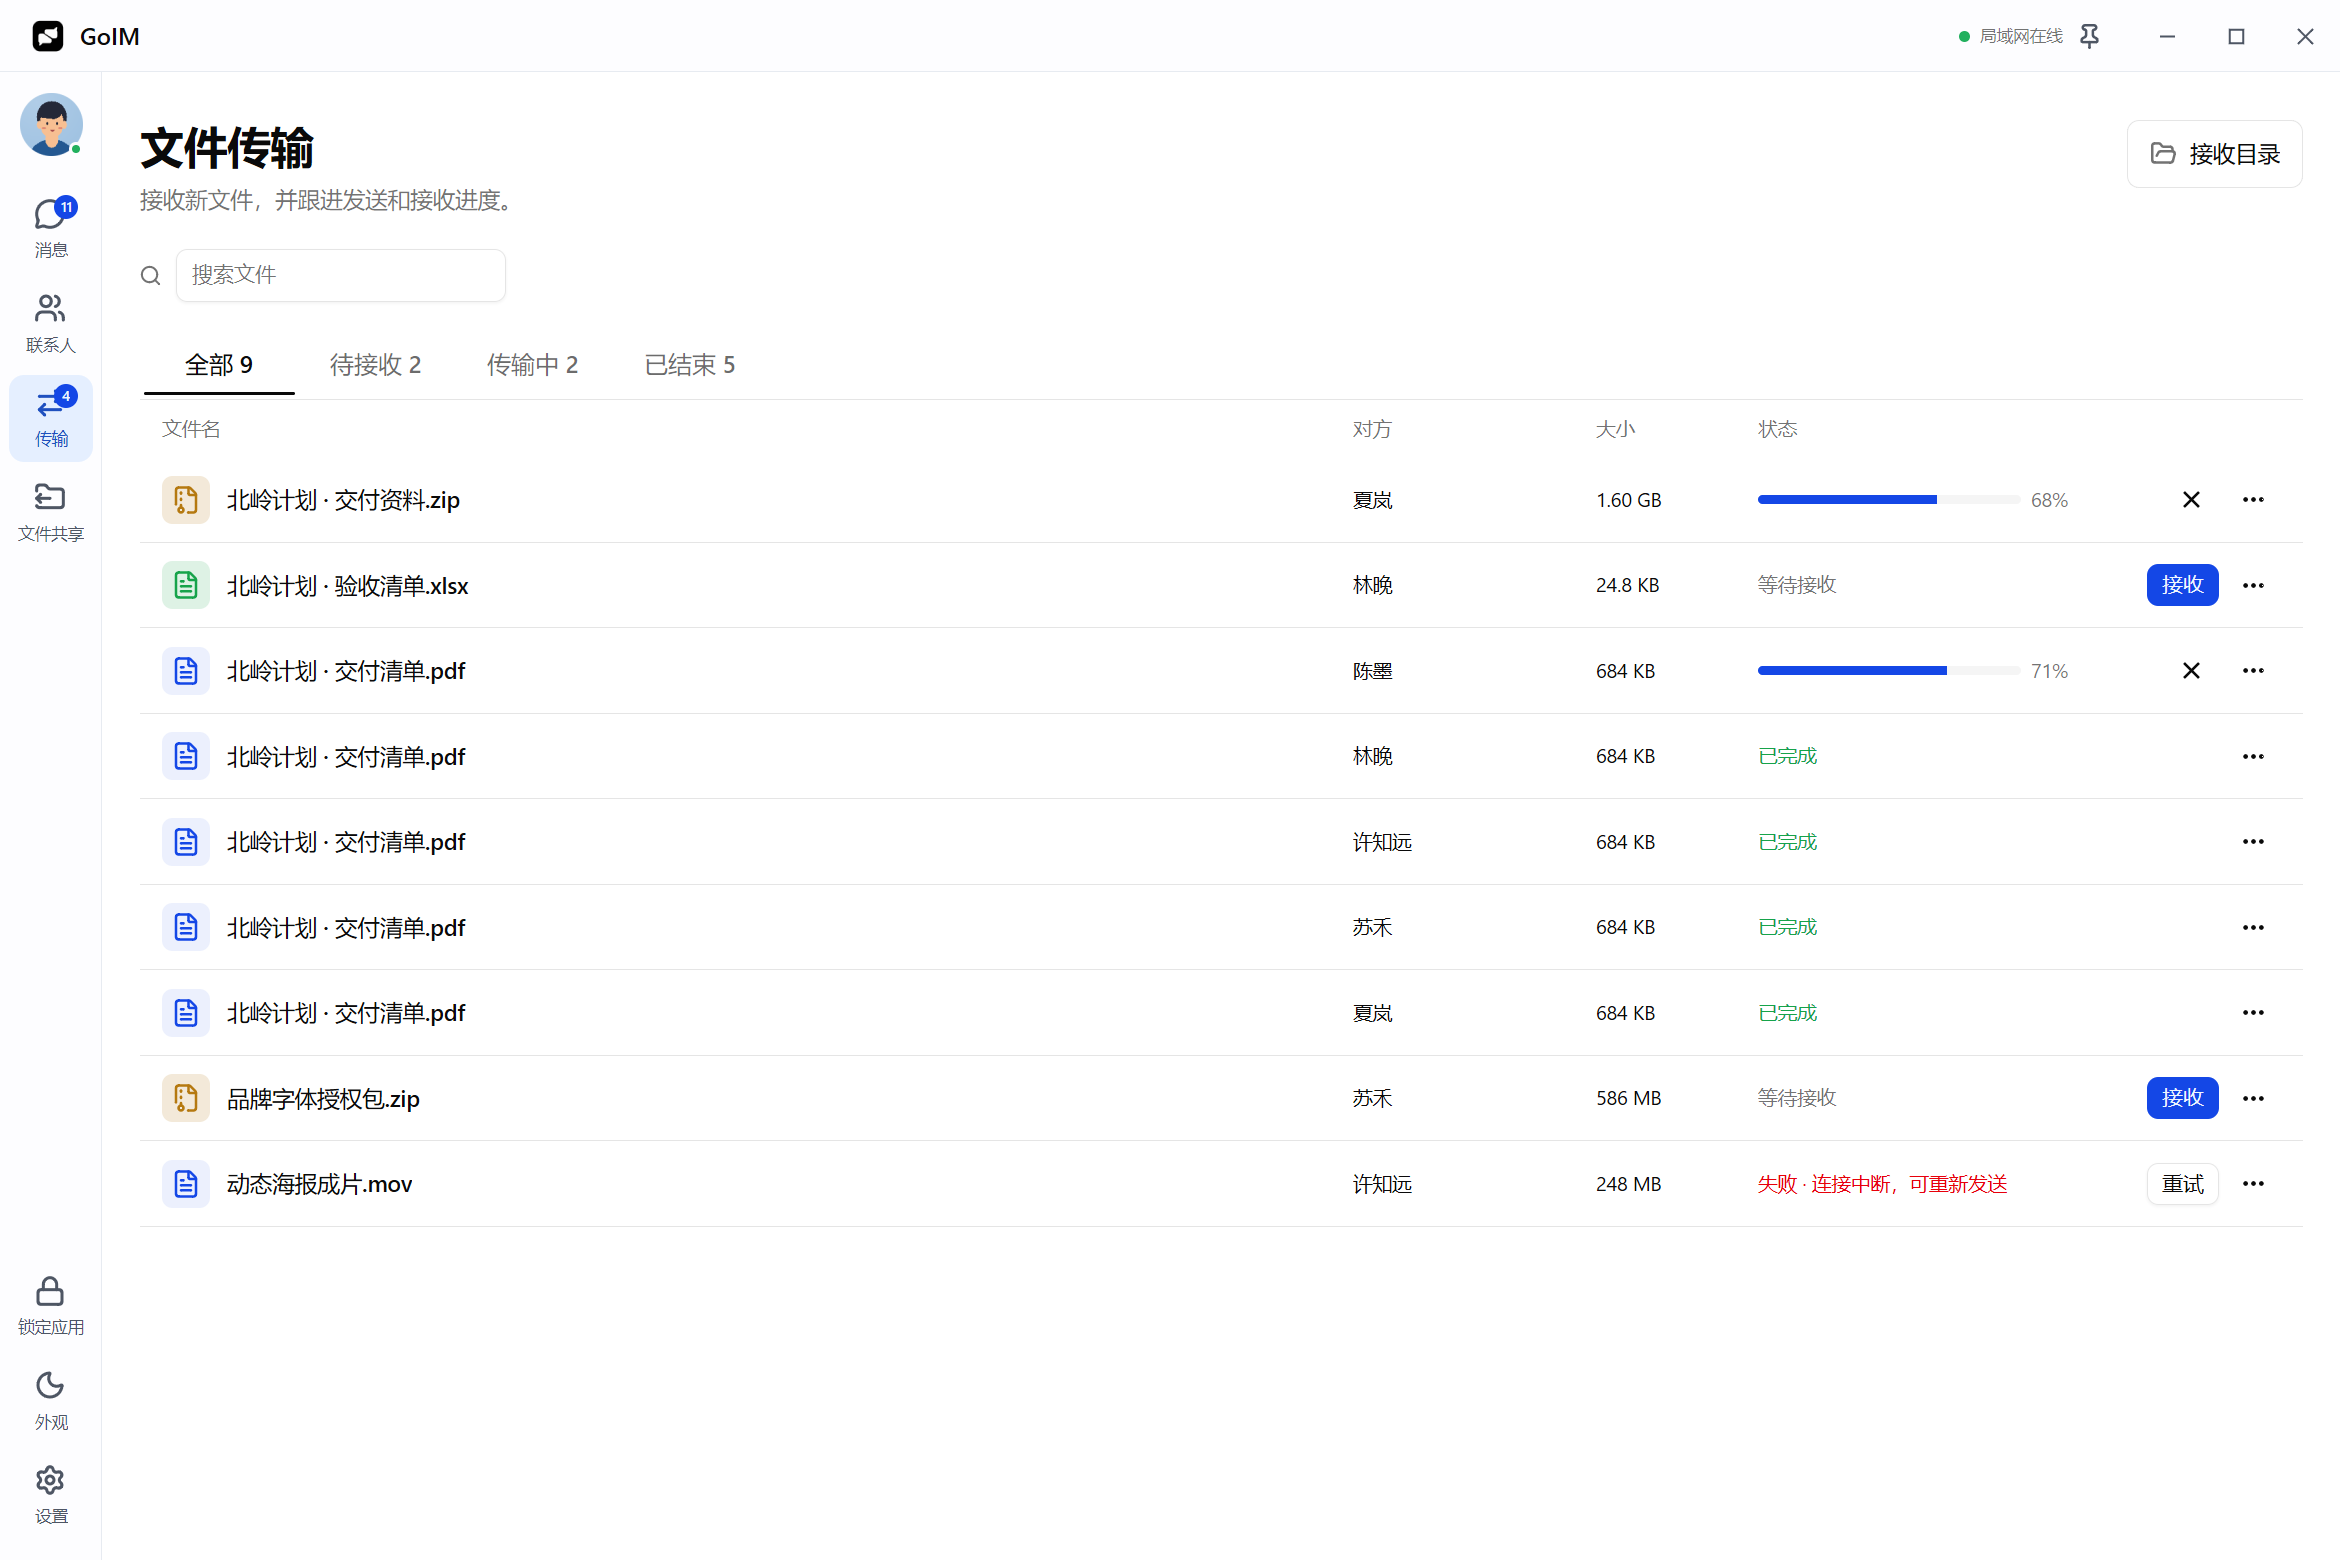 GoIM
局域网在线
11
消息
联系人
4
传输
文件共享
锁定应用
外观
设置
文件传输
接收新文件，并跟进发送和接收进度。
接收目录
搜索文件
全部 9 待接收 2 传输中 2 已结束 5
文件名 对方 大小 状态
北岭计划 · 交付资料.zip 夏岚 1.60 GB 68%
北岭计划 · 验收清单.xlsx 林晚 24.8 KB 等待接收 接收
北岭计划 · 交付清单.pdf 陈墨 684 KB 71%
北岭计划 · 交付清单.pdf 林晚 684 KB 已完成
北岭计划 · 交付清单.pdf 许知远 684 KB 已完成
北岭计划 · 交付清单.pdf 苏禾 684 KB 已完成
北岭计划 · 交付清单.pdf 夏岚 684 KB 已完成
品牌字体授权包.zip 苏禾 586 MB 等待接收 接收
动态海报成片.mov 许知远 248 MB 失败 · 连接中断，可重新发送 重试